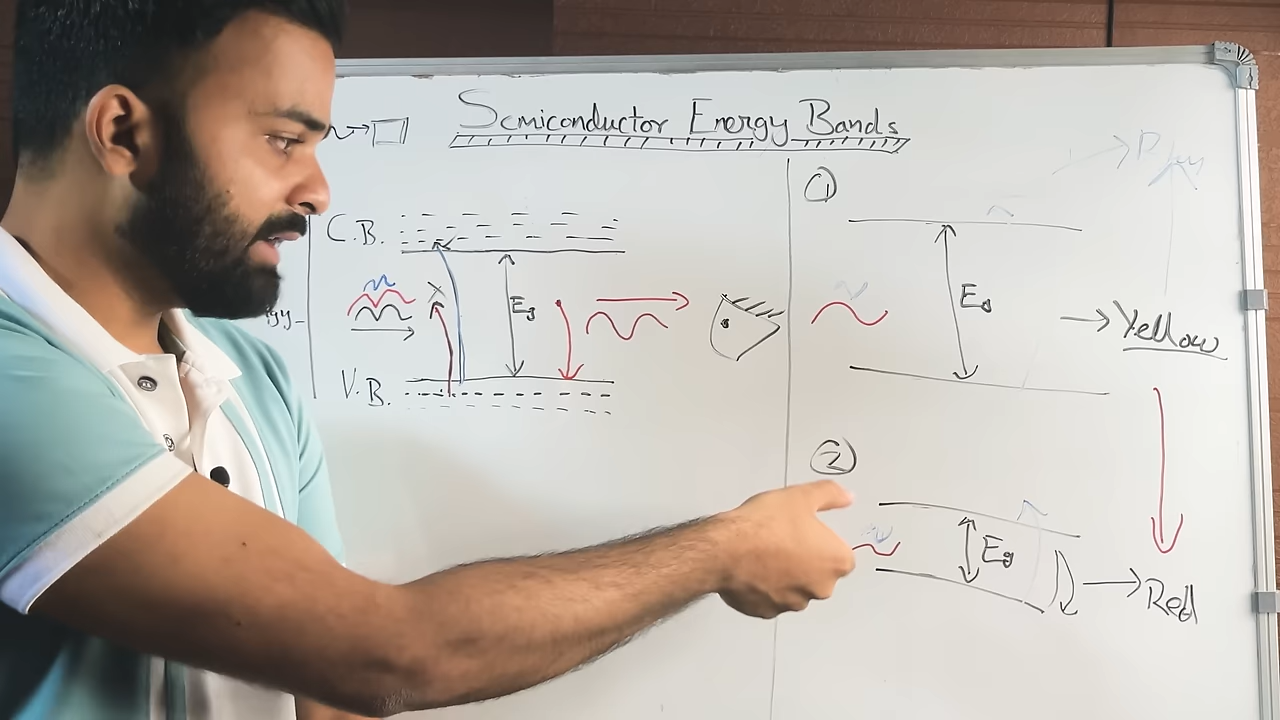 Semiconductor Energy Bands
C.B.
Eg
V.B.
①
Eg
Yellow
②
Eg
Red